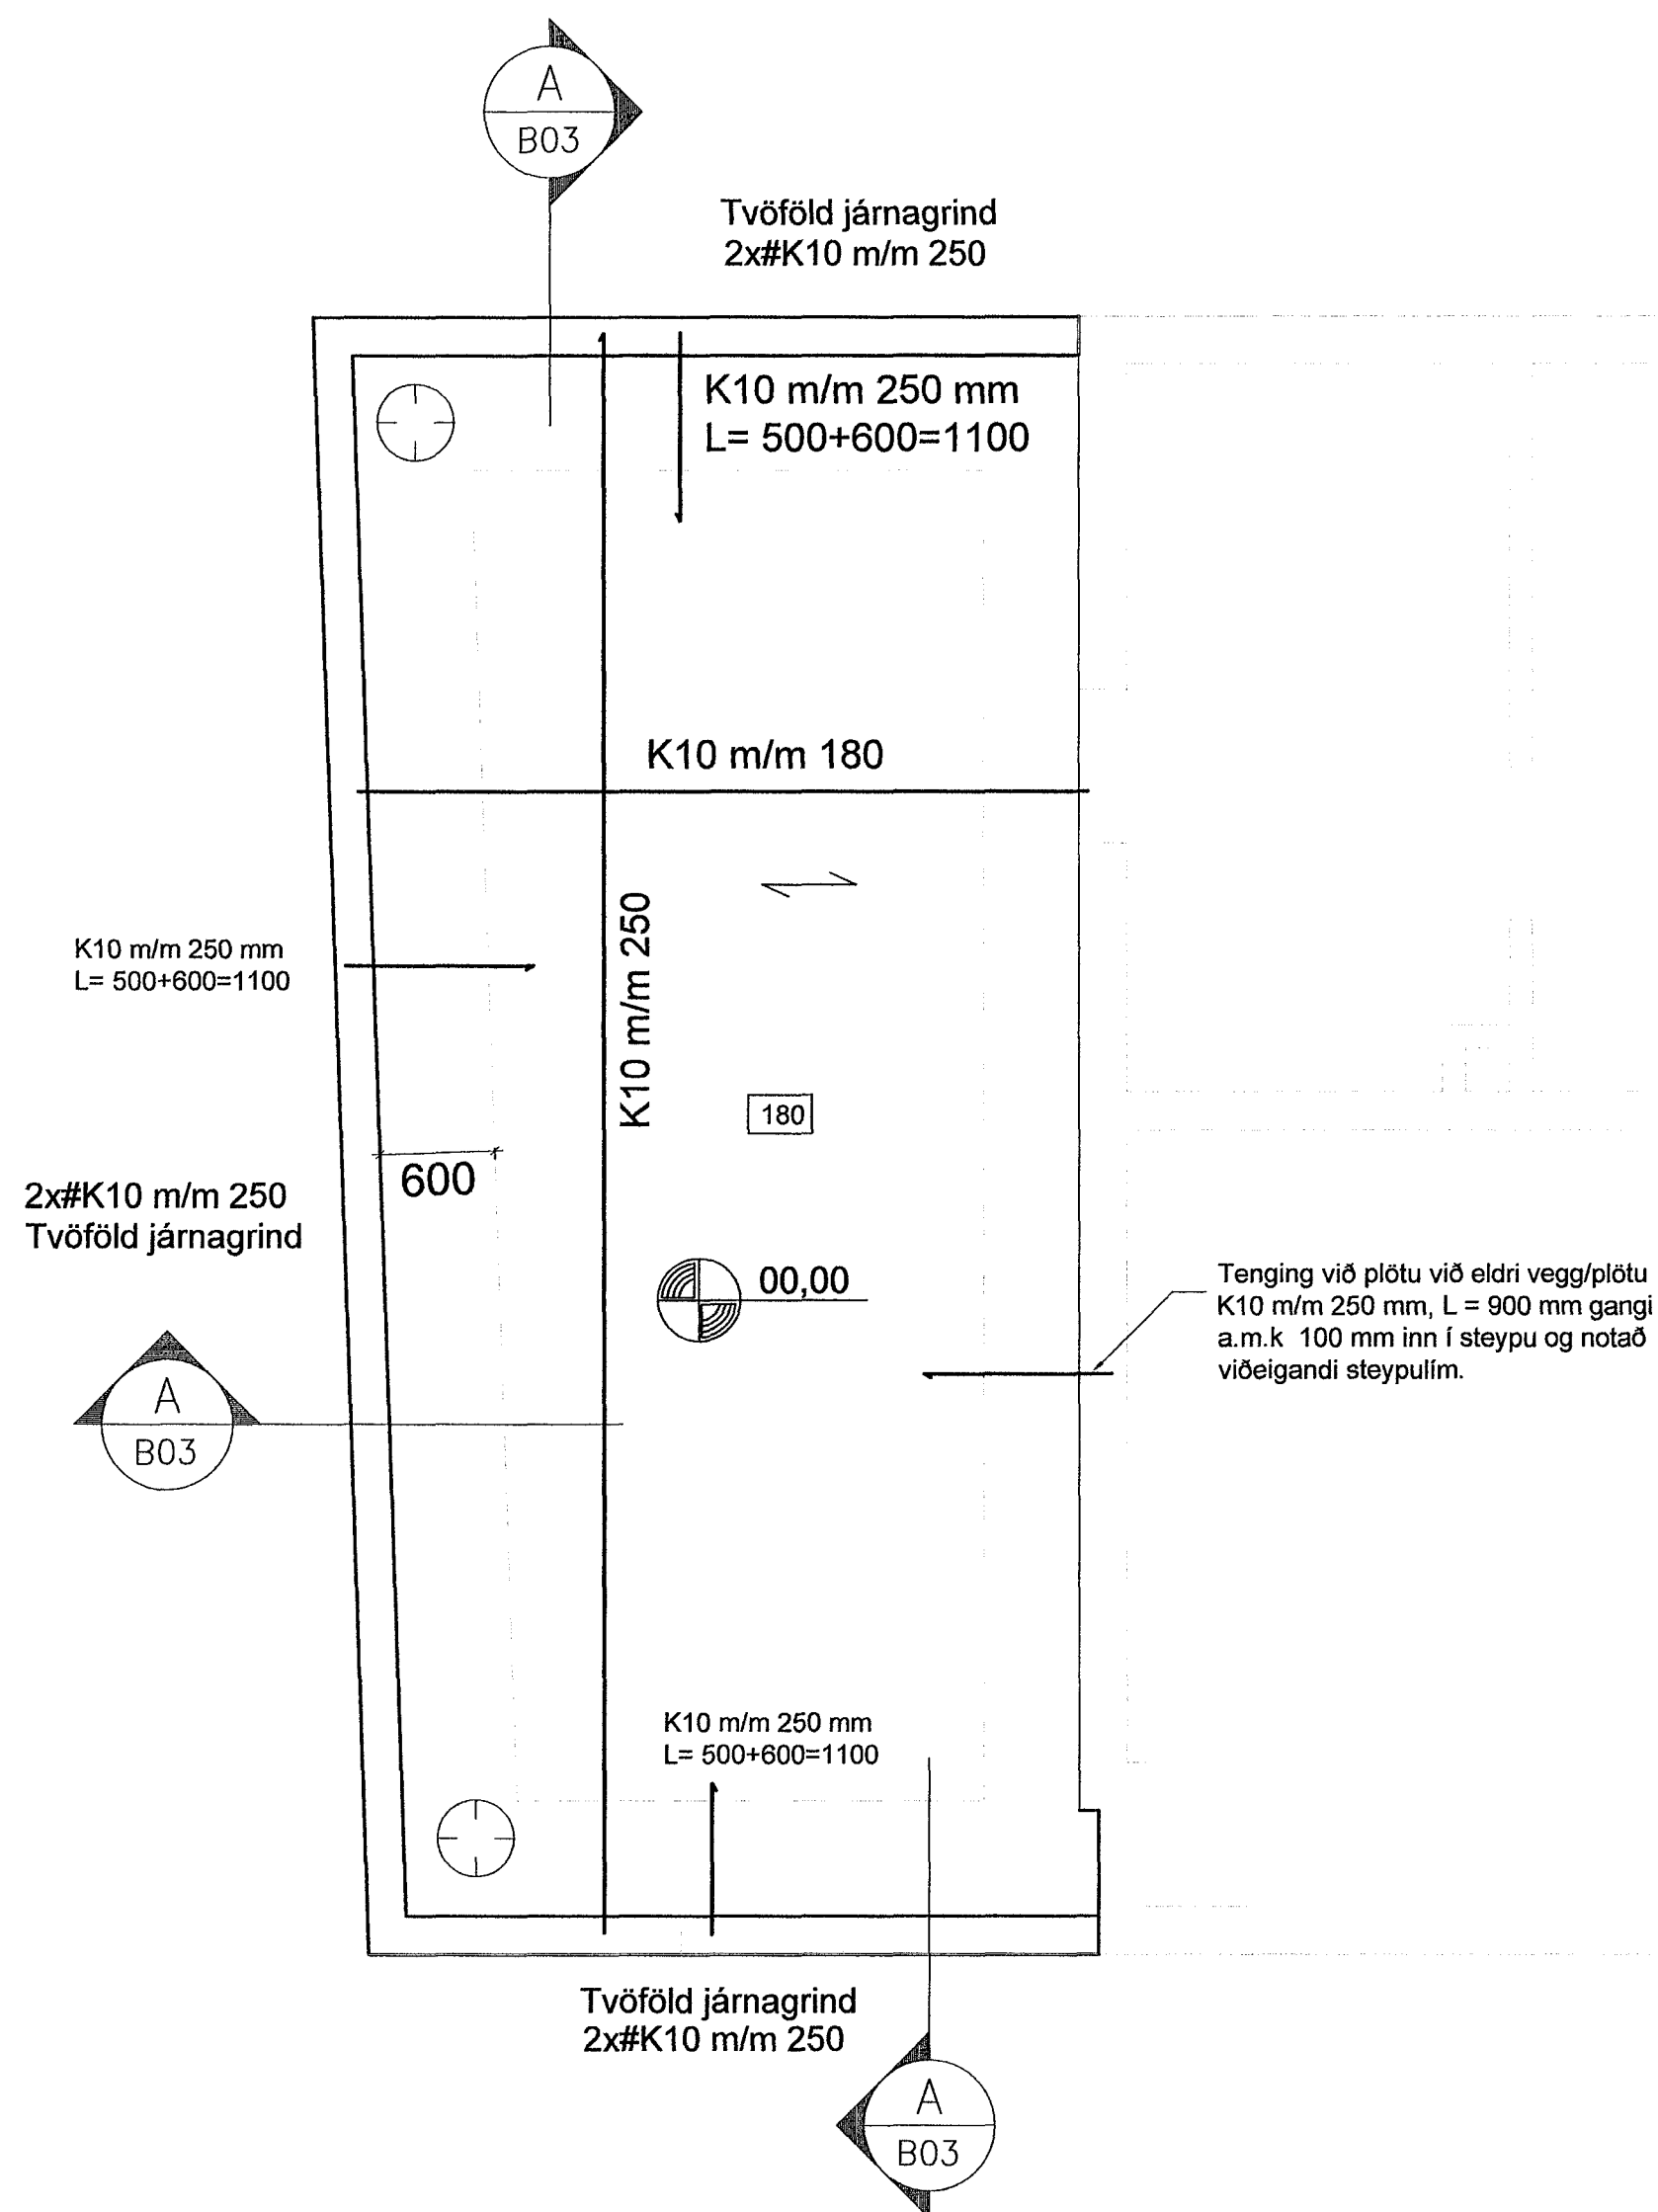 A
B03
Tvöföld járnagrind
2x#K10 m/m 250
K10 m/m 250 mm
L= 500+600=1100
K10 m/m 180
K10 m/m 250
K10 m/m 250 mm
L= 500+600=1100
180
600
2x#K10 m/m 250
Tvöföld járnagrind
00,00
Tenging við plötu við eldri vegg/plötu
K10 m/m 250 mm, L = 900 mm gangi
a.m.k 100 mm inn í steypu og notað
viðeigandi steypulím.
A
B03
K10 m/m 250 mm
L= 500+600=1100
Tvöföld járnagrind
2x#K10 m/m 250
A
B03